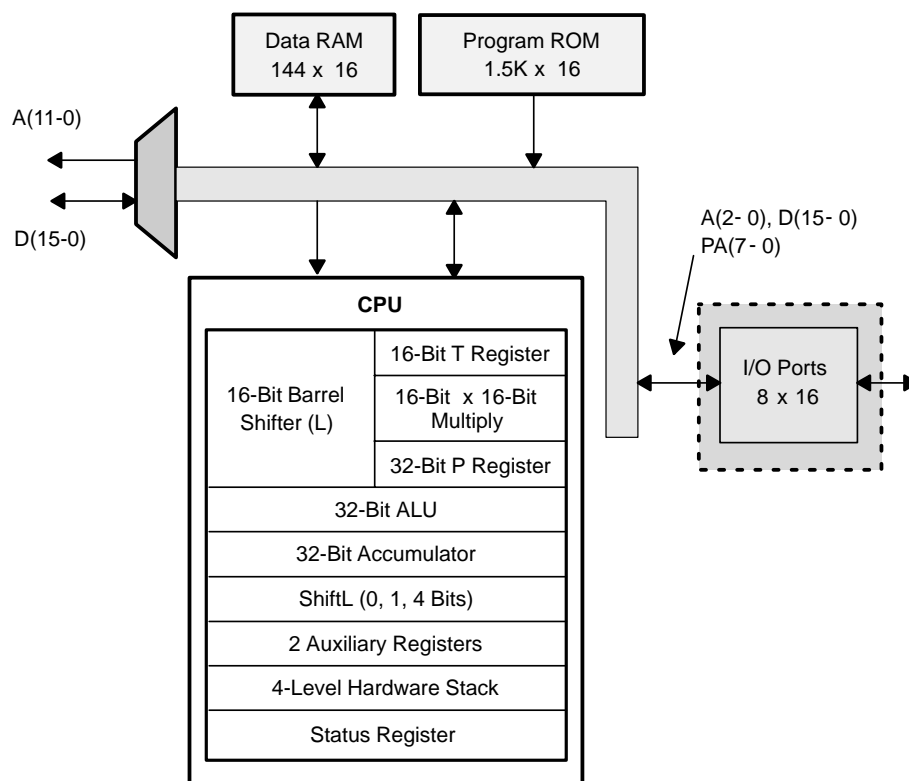 Data RAM
144 x 16
Program ROM
1.5K x 16
A(11-0)
D(15-0)
A(2- 0), D(15- 0)
PA(7- 0)
CPU
16-Bit Barrel
Shifter (L)
16-Bit T Register
16-Bit x 16-Bit
Multiply
32-Bit P Register
32-Bit ALU
32-Bit Accumulator
ShiftL (0, 1, 4 Bits)
2 Auxiliary Registers
4-Level Hardware Stack
Status Register
I/O Ports
8 x 16